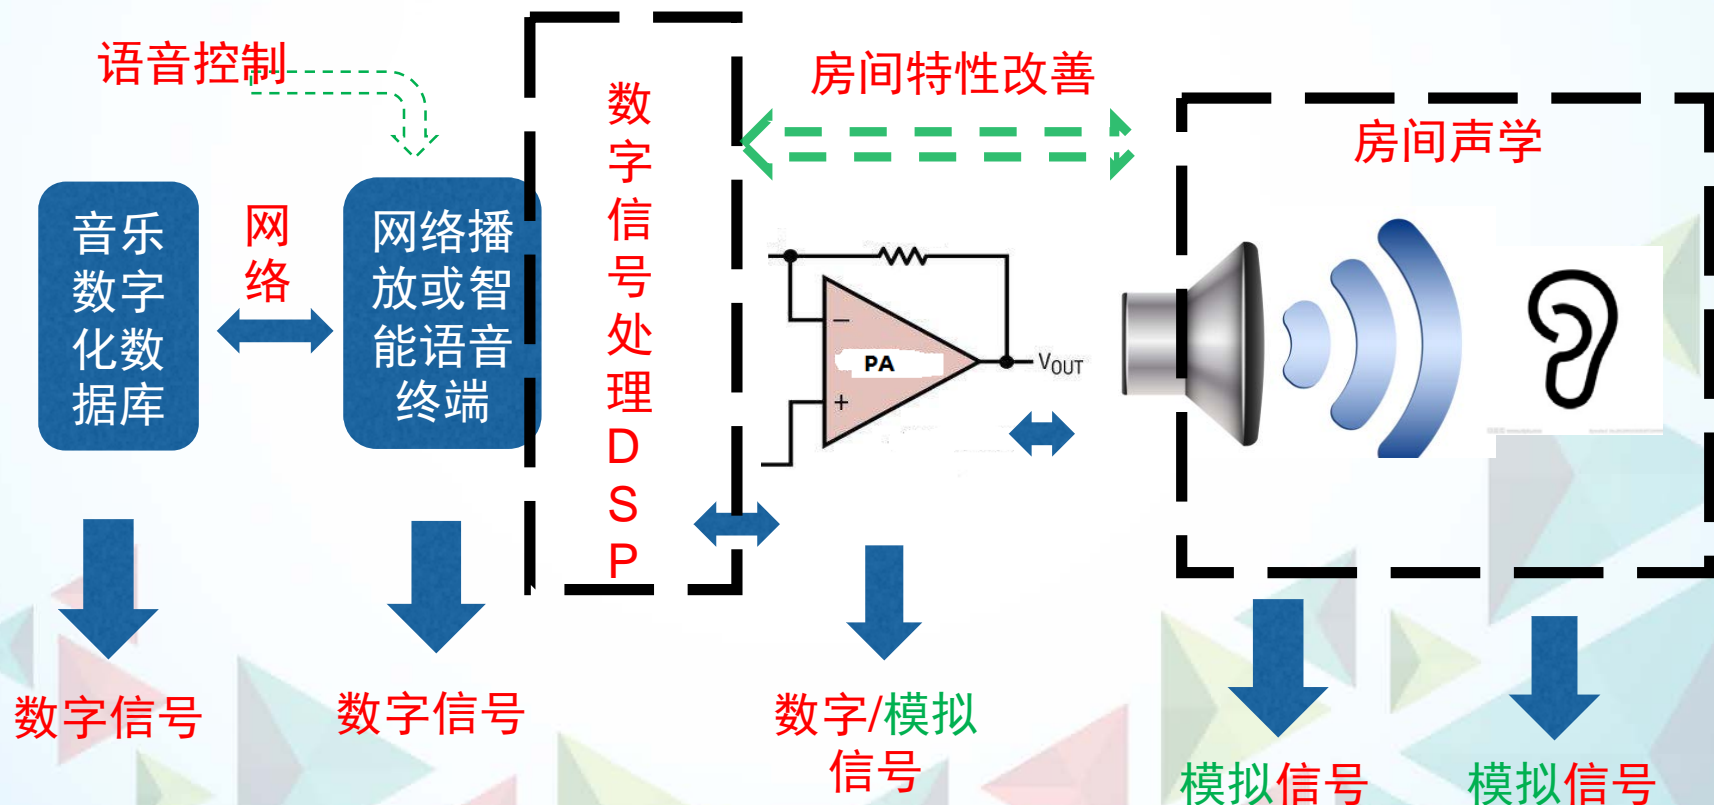 语音控制
房间特性改善
房间声学
音乐
数字
化数
据库
网
络
网络播
放或智
能语音
终端
数
字
信
号
处
理
D
S
P
−
PA
+
VOUT
数字信号
数字信号
数字/模拟
信号
模拟信号
模拟信号